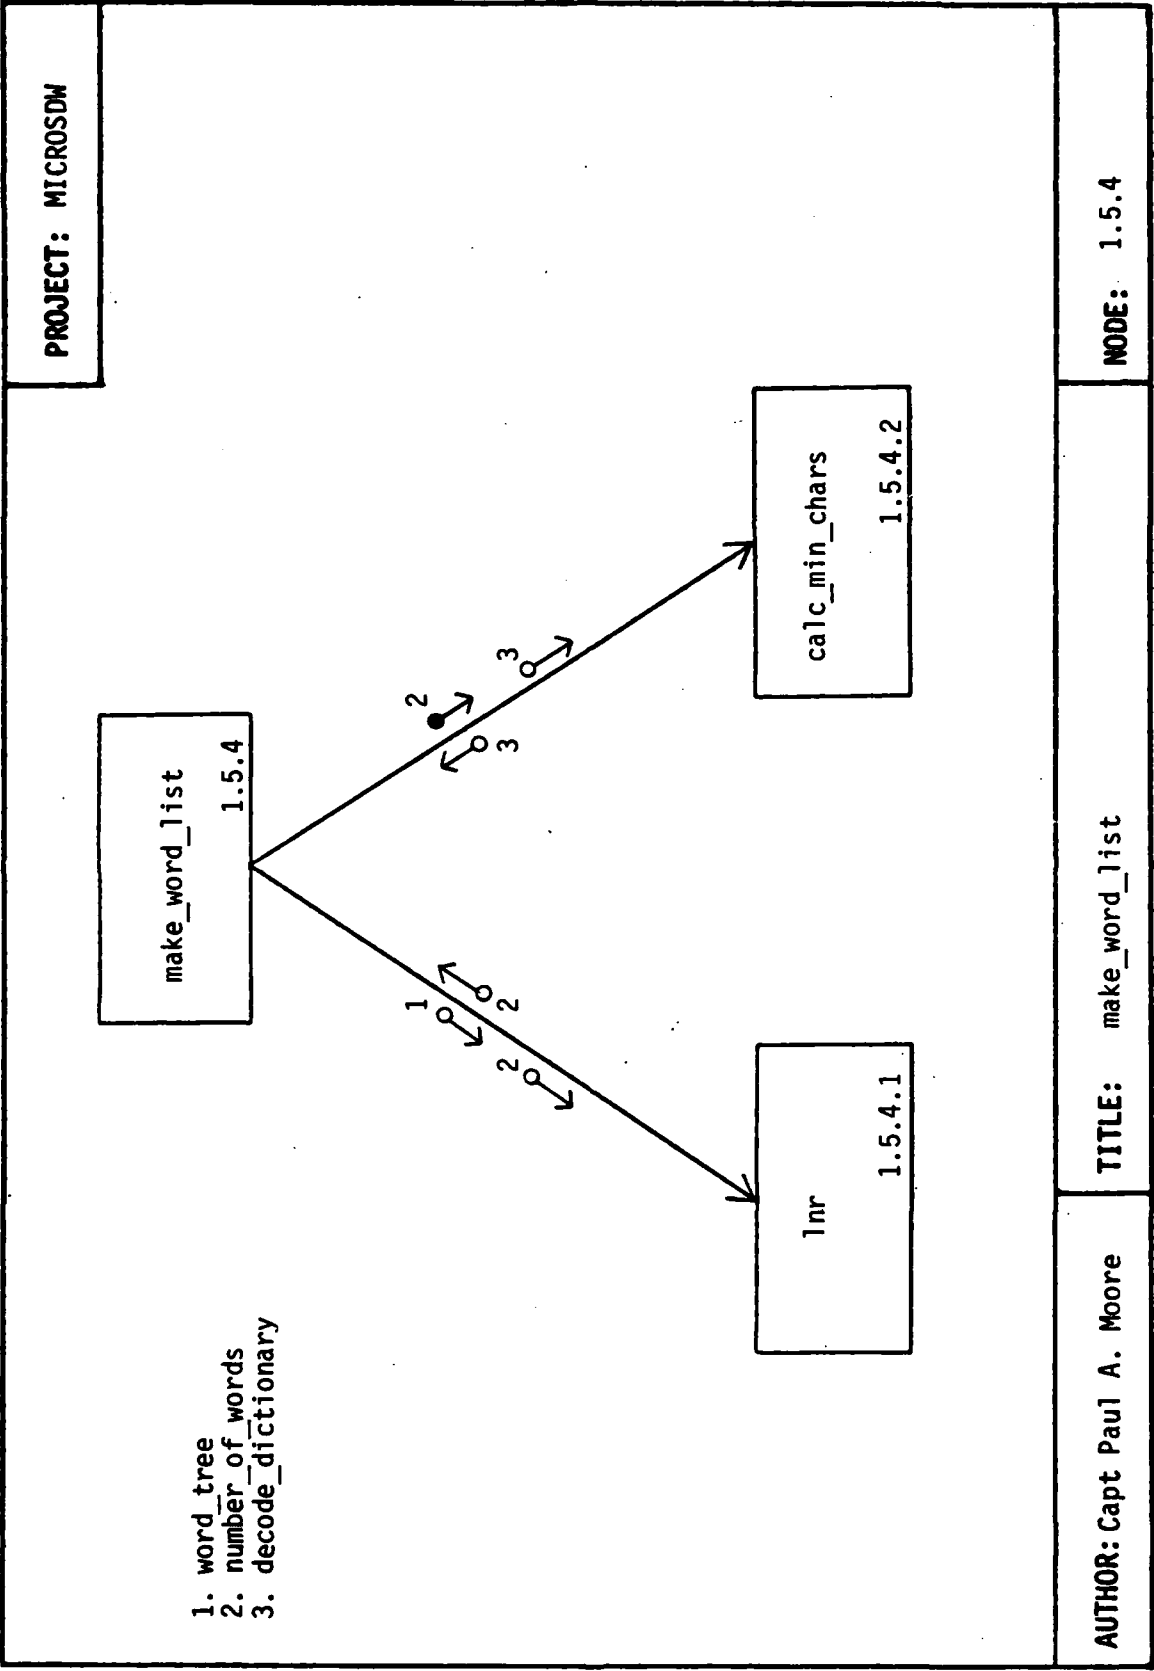 PROJECT: MICROSDW
1. word_tree
2. number_of_words
3. decode_dictionary
make_word_list
1.5.4
1
2
2
2
3
3
lnr
1.5.4.1
calc_min_chars
1.5.4.2
AUTHOR: Capt Paul A. Moore
TITLE: make_word_list
NODE: 1.5.4